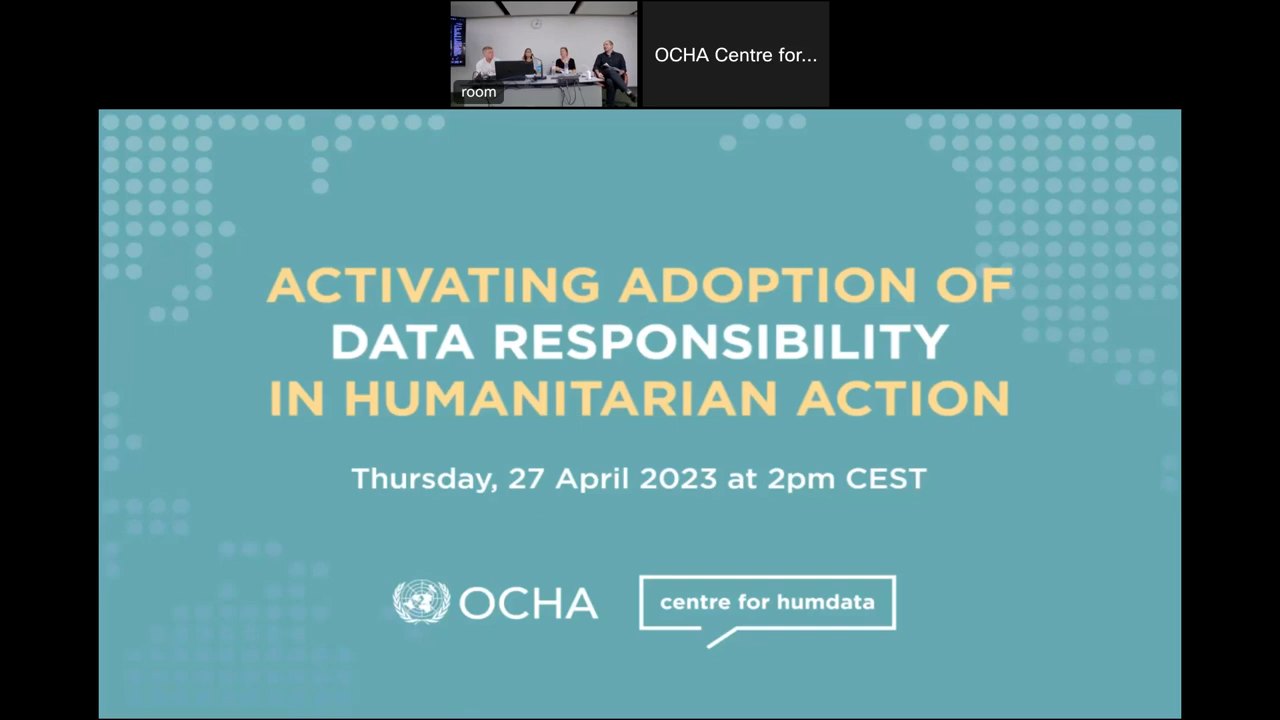 room
OCHA Centre for...
ACTIVATING ADOPTION OF
DATA RESPONSIBILITY
IN HUMANITARIAN ACTION
Thursday, 27 April 2023 at 2pm CEST
OCHA
centre for humdata